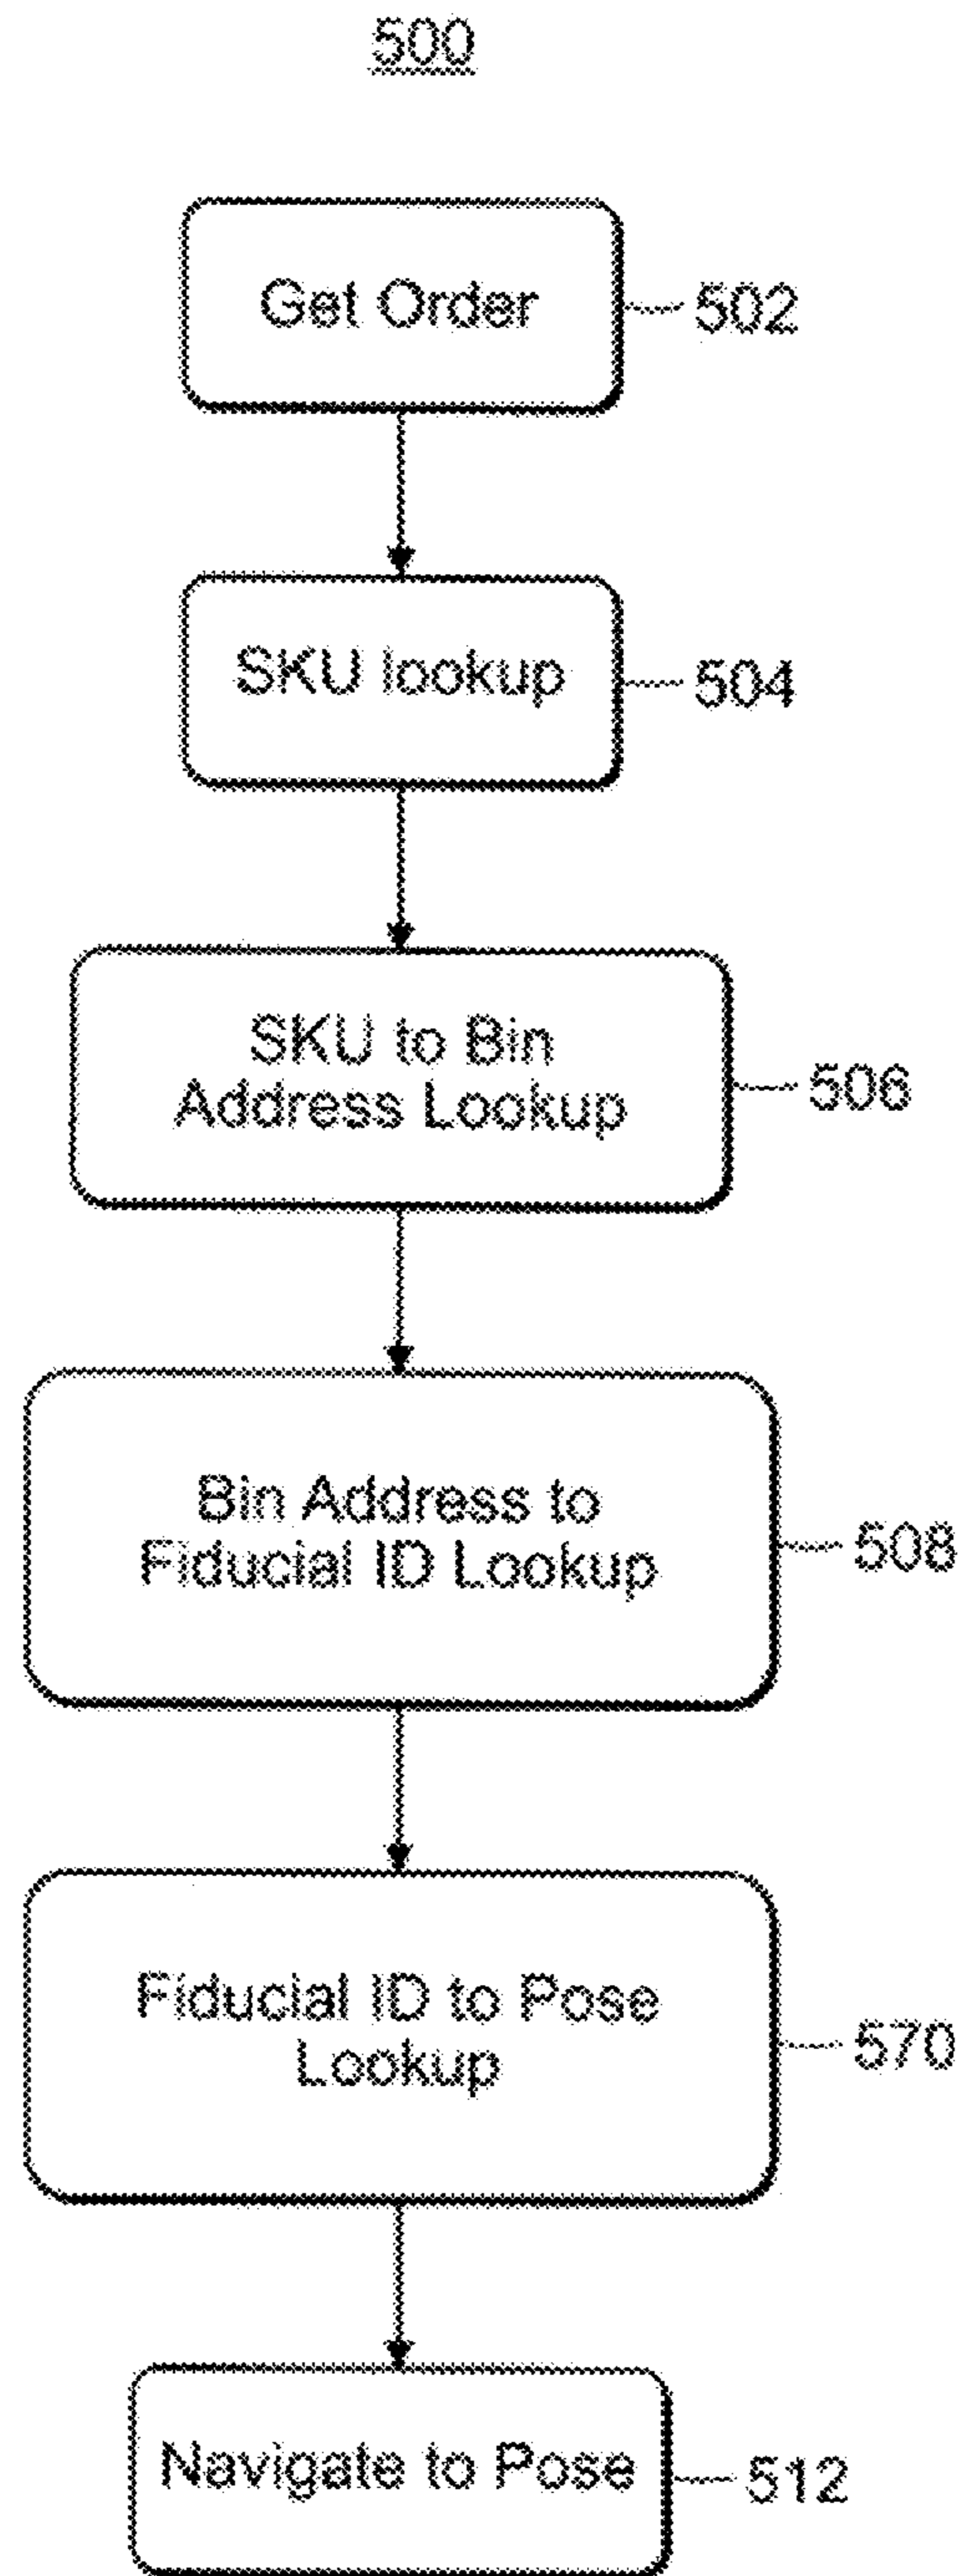 500
Get Order
502
SKU lookup
504
SKU to Bin
Address Lookup
506
Bin Address to
Fiducial ID Lookup
508
Fiducial ID to Pose
Lookup
570
Navigate to Pose
512